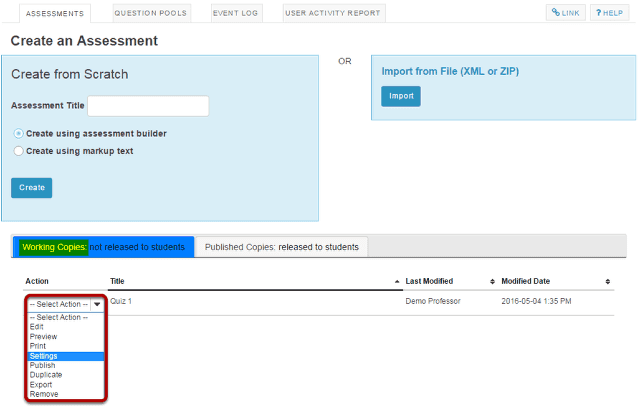 ASSESSMENTS QUESTION POOLS EVENT LOG USER ACTIVITY REPORT LINK ? HELP
Create an Assessment
Create from Scratch
Assessment Title
Create using assessment builder
Create using markup text
Create
OR
Import from File (XML or ZIP)
Import
Working Copies: not released to students
Published Copies: released to students
Action Title Last Modified Modified Date
-- Select Action -- Quiz 1 Demo Professor 2016-05-04 1:35 PM
-- Select Action --
Edit
Preview
Print
Settings
Publish
Duplicate
Export
Remove